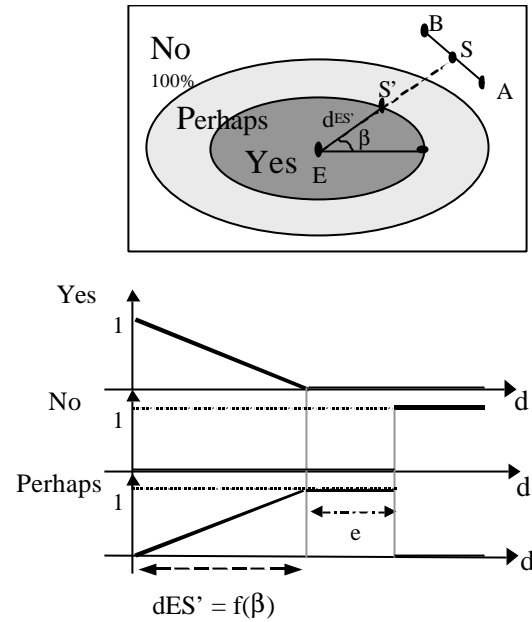 B
No
S
100%
A
S'
Perhaps
dES'
β
Yes
E
Yes
1
d
No
1
d
Perhaps
1
e
d
dES' = f(β)